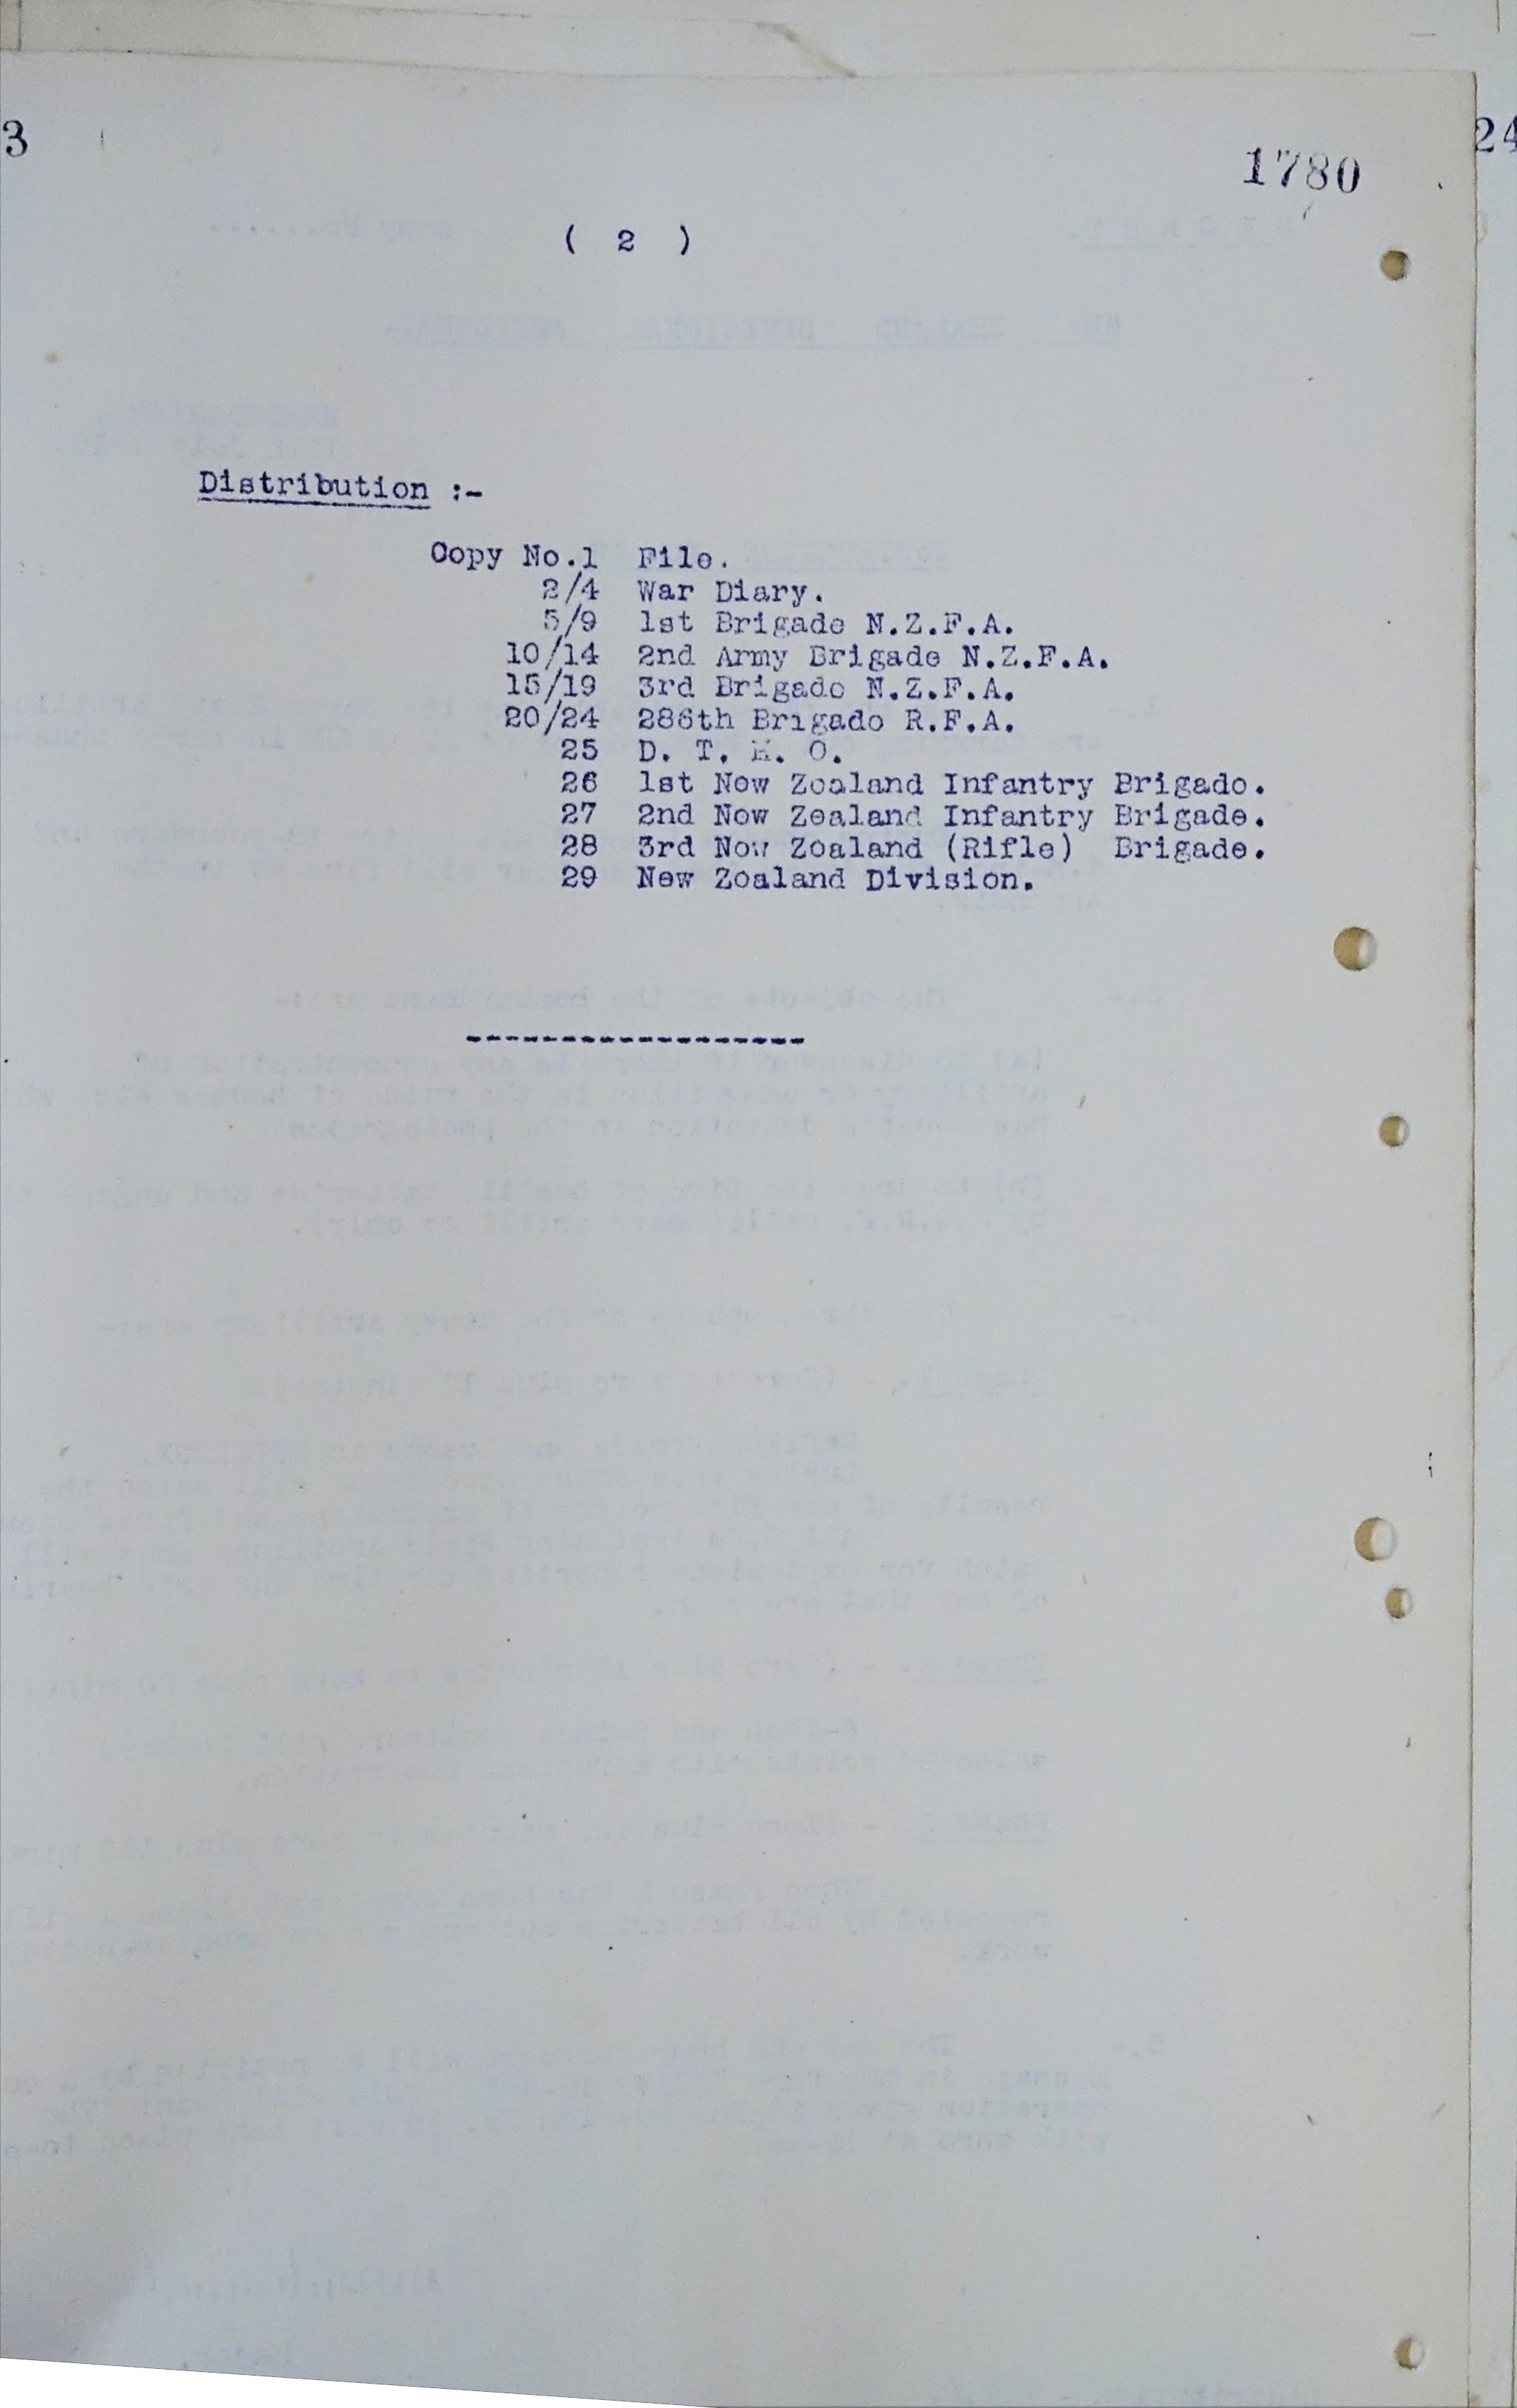 3
24
1780
( 2 )
Distribution :-
Copy No.1 File.
2/4 War Diary.
5/9 1st Brigade N.Z.F.A.
10/14 2nd Army Brigade N.Z.F.A.
15/19 3rd Brigade N.Z.F.A.
20/24 286th Brigade R.F.A.
25 D. T. M. O.
26 1st New Zealand Infantry Brigade.
27 2nd New Zealand Infantry Brigade.
28 3rd New Zealand (Rifle) Brigade.
29 New Zealand Division.
------------------